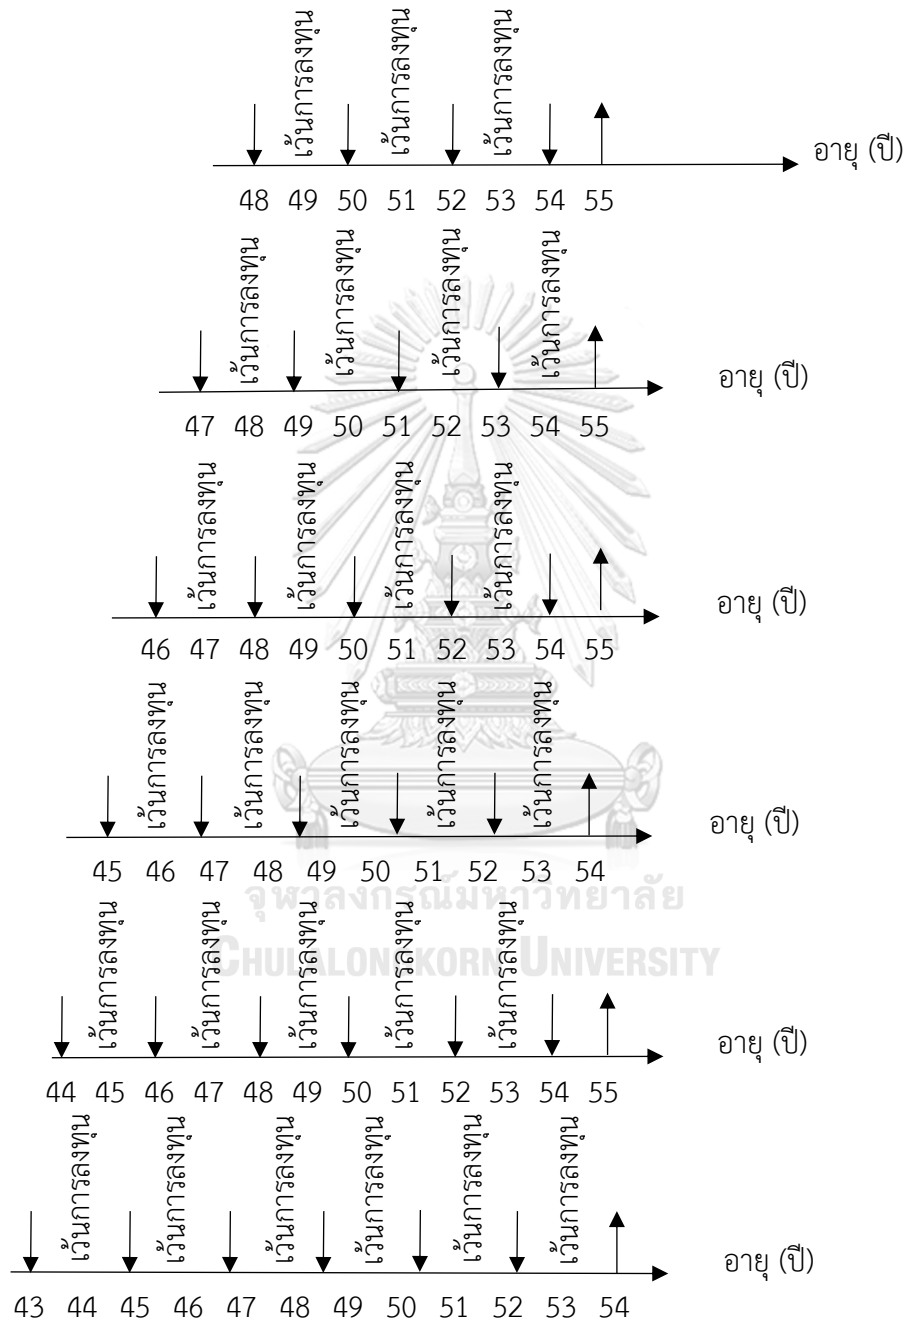 เว้นการลงทุน เว้นการลงทุน เว้นการลงทุน
อายุ (ปี)
48 49 50 51 52 53 54 55
เว้นการลงทุน เว้นการลงทุน เว้นการลงทุน เว้นการลงทุน
อายุ (ปี)
47 48 49 50 51 52 53 54 55
เว้นการลงทุน เว้นการลงทุน เว้นการลงทุน เว้นการลงทุน
อายุ (ปี)
46 47 48 49 50 51 52 53 54 55
เว้นการลงทุน เว้นการลงทุน เว้นการลงทุน เว้นการลงทุน เว้นการลงทุน
อายุ (ปี)
45 46 47 48 49 50 51 52 53 54
จุฬาลงกรณ์มหาวิทยาลัย
CHULALONGKORN UNIVERSITY
เว้นการลงทุน เว้นการลงทุน เว้นการลงทุน เว้นการลงทุน เว้นการลงทุน
อายุ (ปี)
44 45 46 47 48 49 50 51 52 53 54 55
เว้นการลงทุน เว้นการลงทุน เว้นการลงทุน เว้นการลงทุน เว้นการลงทุน เว้นการลงทุน
อายุ (ปี)
43 44 45 46 47 48 49 50 51 52 53 54